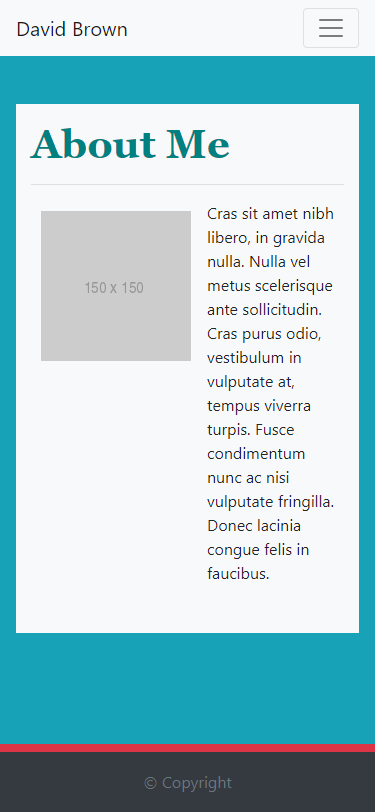 David Brown
About Me
150 x 150
Cras sit amet nibh
libero, in gravida
nulla. Nulla vel
metus scelerisque
ante sollicitudin.
Cras purus odio,
vestibulum in
vulputate at,
tempus viverra
turpis. Fusce
condimentum
nunc ac nisi
vulputate fringilla.
Donec lacinia
congue felis in
faucibus.
© Copyright